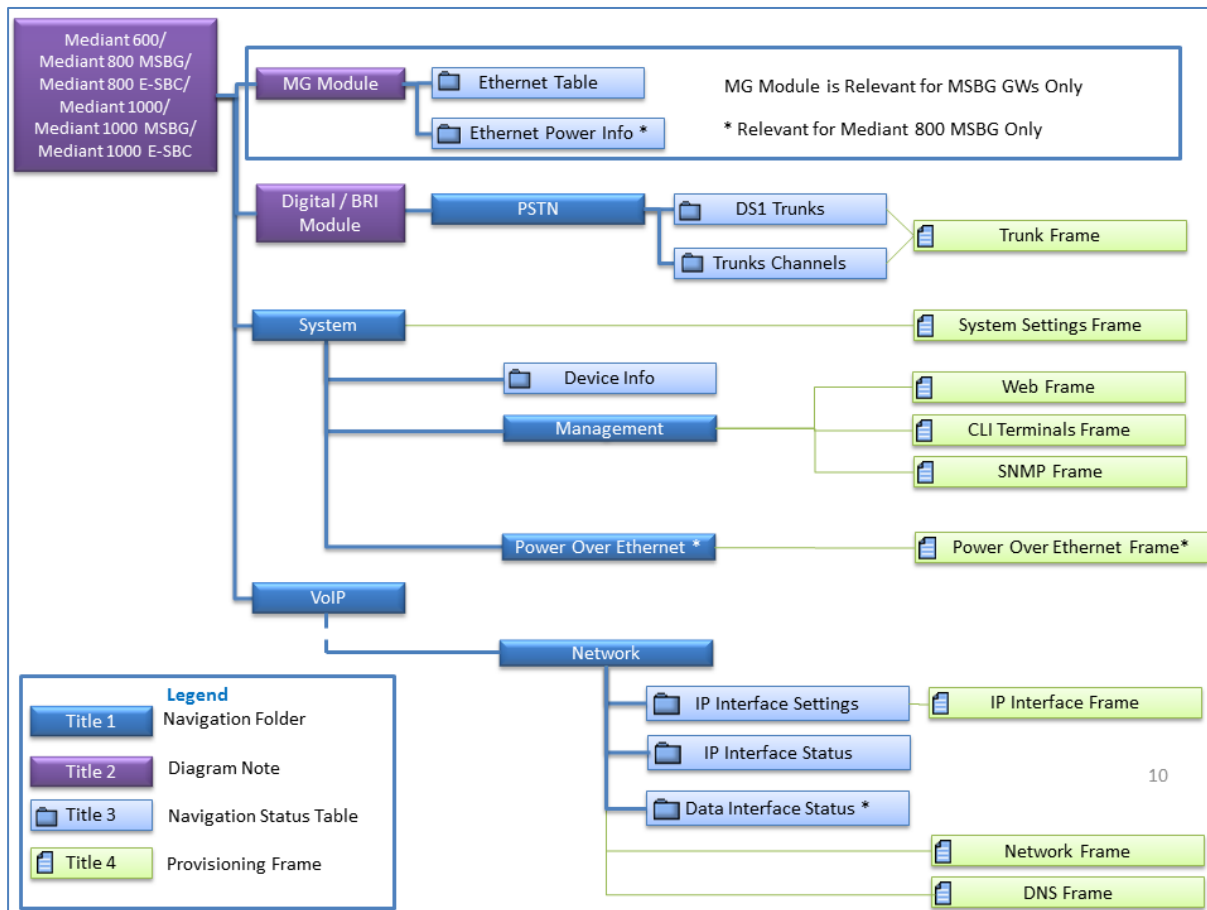 Mediant 600/
Mediant 800 MSBG/
Mediant 800 E-SBC/
Mediant 1000/
Mediant 1000 MSBG/
Mediant 1000 E-SBC
MG Module
Ethernet Table
Ethernet Power Info *
MG Module is Relevant for MSBG GWs Only
* Relevant for Mediant 800 MSBG Only
Digital / BRI
Module
PSTN
DS1 Trunks
Trunks Channels
Trunk Frame
System
System Settings Frame
Device Info
Management
Web Frame
CLI Terminals Frame
SNMP Frame
Power Over Ethernet *
Power Over Ethernet Frame*
VoIP
Network
IP Interface Settings
IP Interface Frame
IP Interface Status
Data Interface Status *
10
Network Frame
DNS Frame
Legend
Title 1
Navigation Folder
Title 2
Diagram Note
Title 3
Navigation Status Table
Title 4
Provisioning Frame